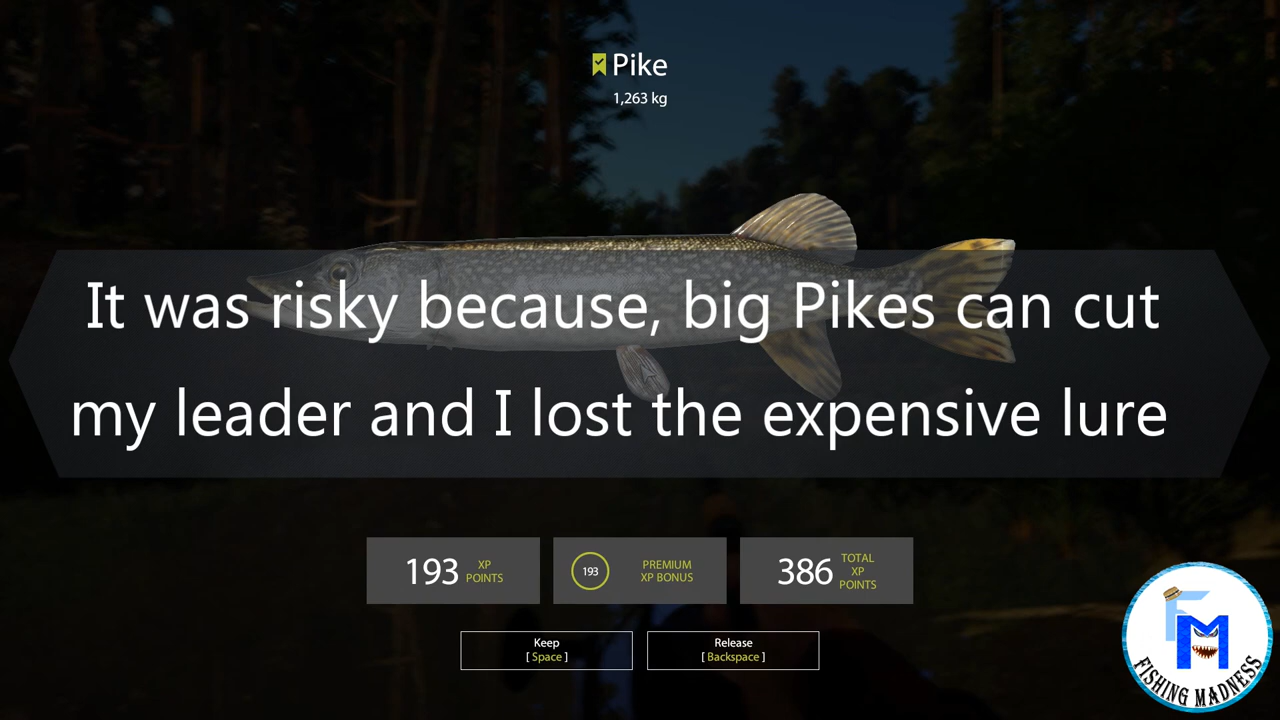 Pike
1,263 kg
It was risky because, big Pikes can cut
my leader and I lost the expensive lure
193 XP POINTS
193 PREMIUM XP BONUS
386 TOTAL XP POINTS
Keep
[ Space ]
Release
[ Backspace ]
FM
FISHING MADNESS